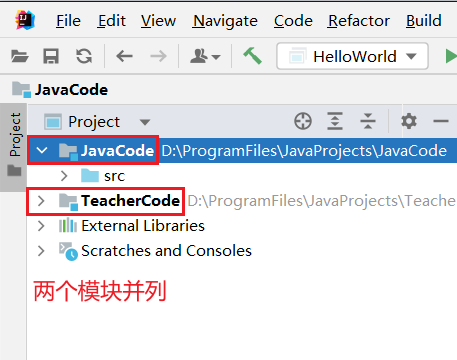 File Edit View Navigate Code Refactor Build
HelloWorld
JavaCode
Project
Project
JavaCode D:\ProgramFiles\JavaProjects\JavaCode
src
TeacherCode D:\ProgramFiles\JavaProjects\Teache
External Libraries
Scratches and Consoles
两个模块并列